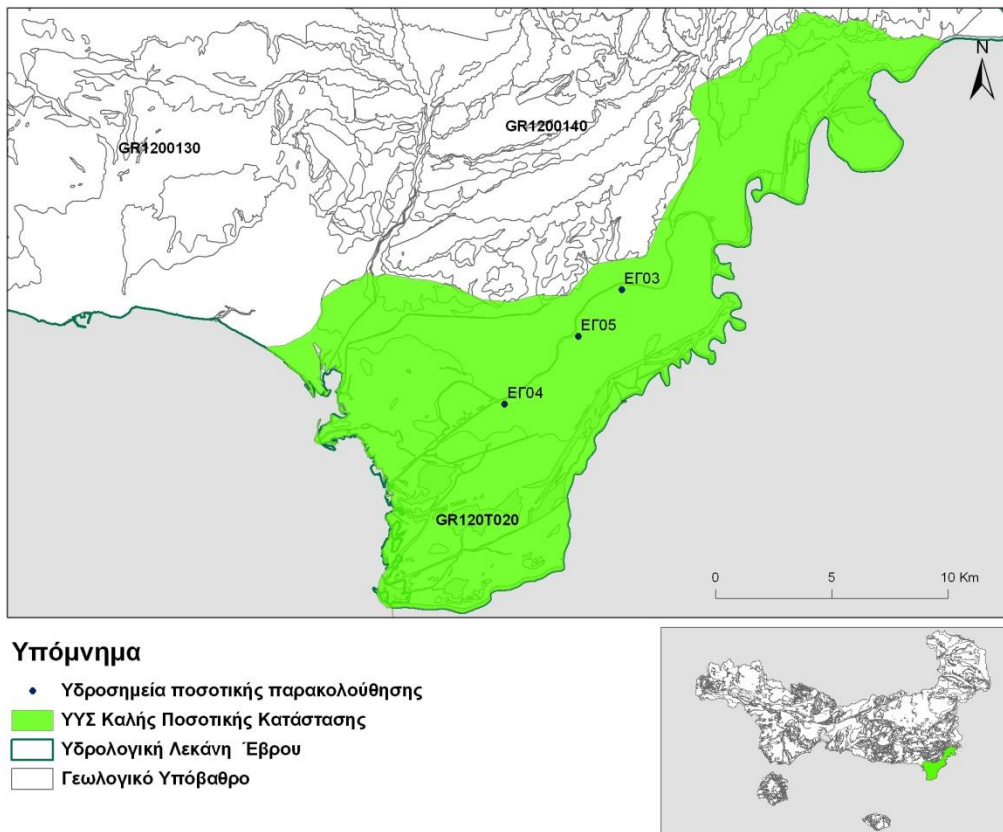 N
GR1200140
GR1200130
ΕΓ03
ΕΓ05
ΕΓ04
GR120T020
0 5 10 Km
Υπόμνημα
Υδροσημεία ποσοτικής παρακολούθησης
ΥΥΣ Καλής Ποσοτικής Κατάστασης
Υδρολογική Λεκάνη Έβρου
Γεωλογικό Υπόβαθρο